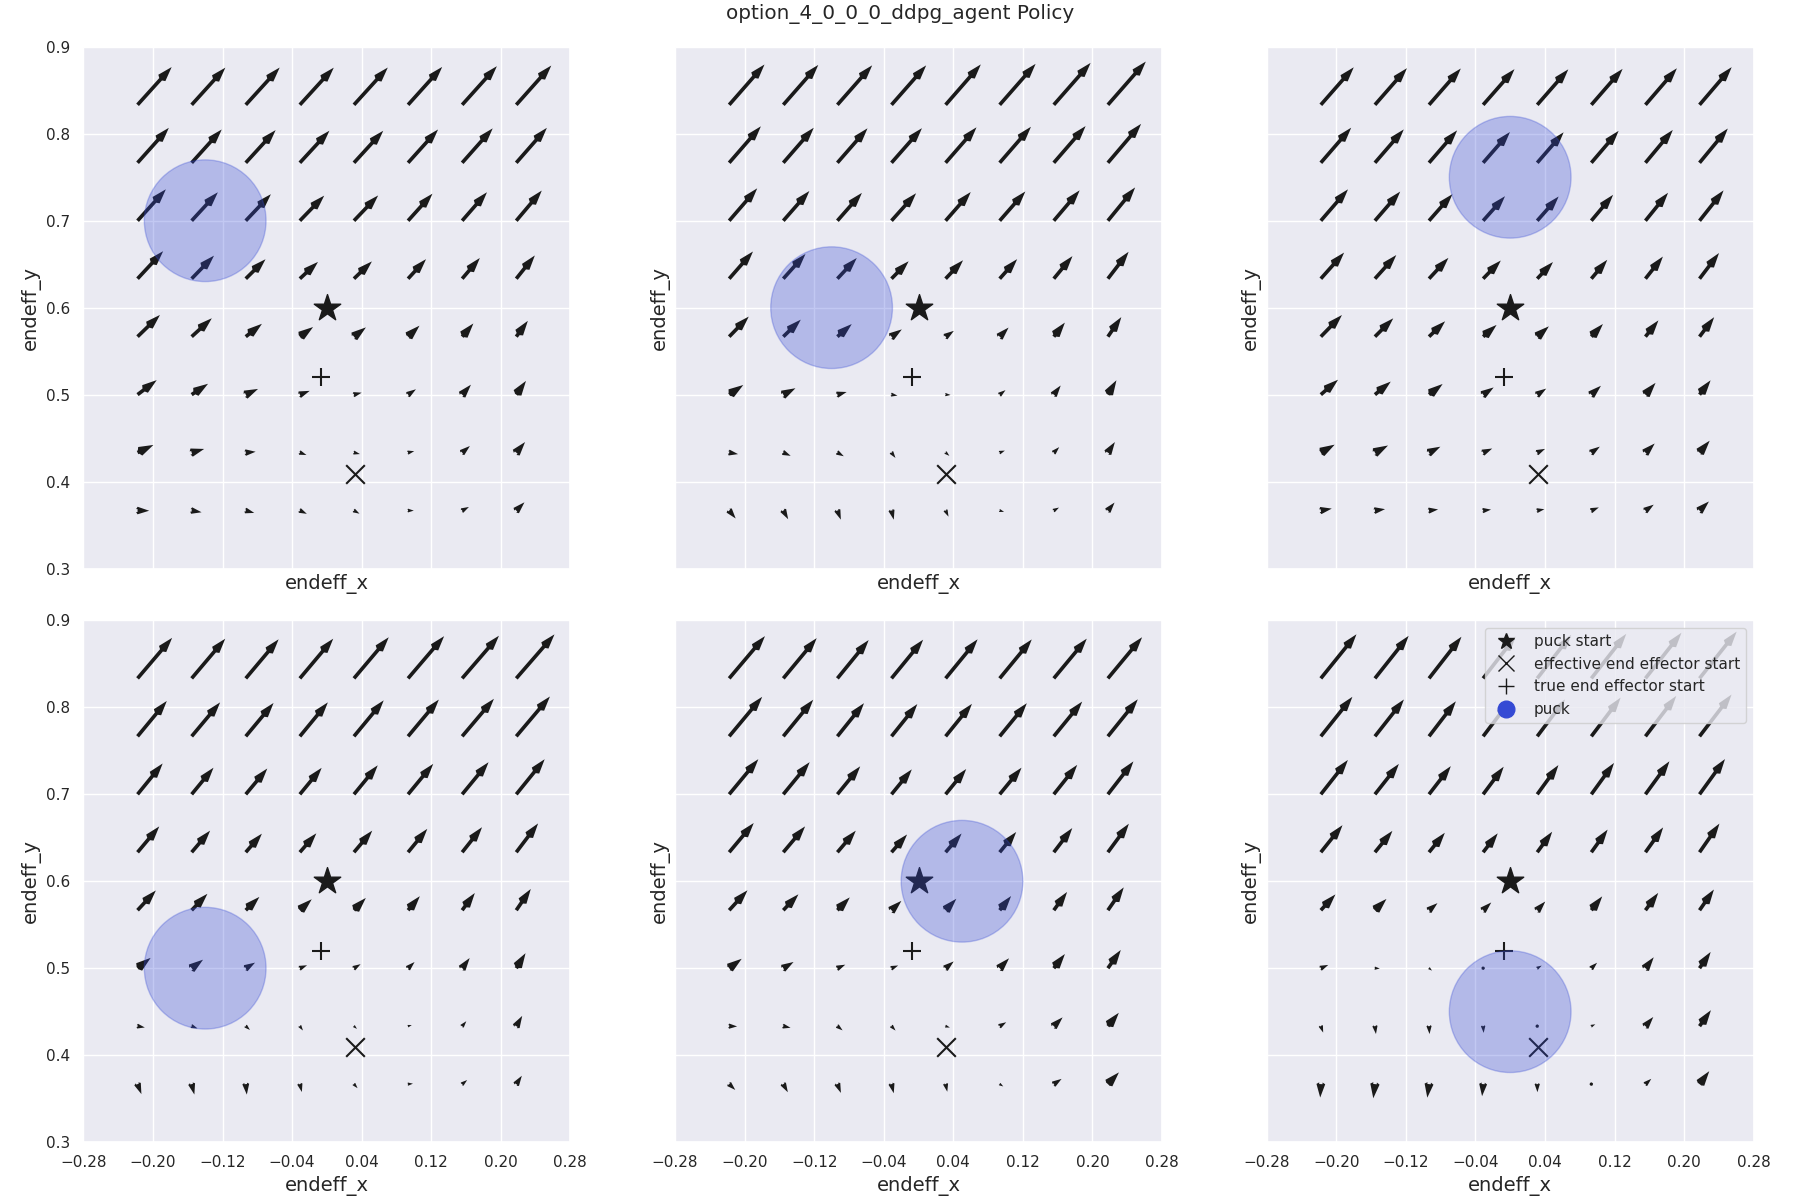 option_4_0_0_0_ddpg_agent Policy
0.9
0.8
0.7
0.6
0.5
0.4
0.3
endeff_y
endeff_x
endeff_y
endeff_x
endeff_y
endeff_x
0.9
0.8
0.7
0.6
0.5
0.4
0.3
endeff_y
−0.28 −0.20 −0.12 −0.04 0.04 0.12 0.20 0.28
endeff_x
endeff_y
−0.28 −0.20 −0.12 −0.04 0.04 0.12 0.20 0.28
endeff_x
puck start
effective end effector start
true end effector start
puck
endeff_y
−0.28 −0.20 −0.12 −0.04 0.04 0.12 0.20 0.28
endeff_x